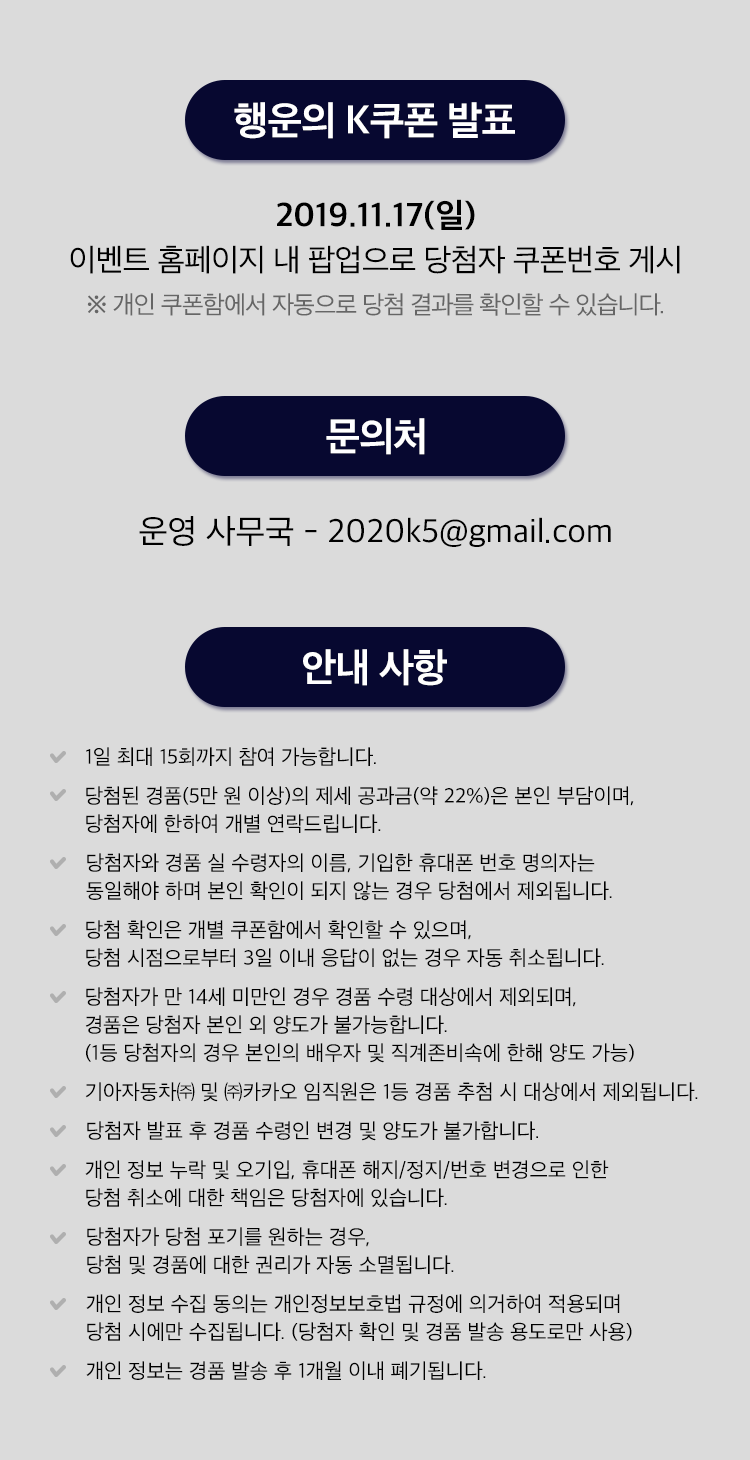 행운의 K쿠폰 발표
2019.11.17(일)
이벤트 홈페이지 내 팝업으로 당첨자 쿠폰번호 게시
※ 개인 쿠폰함에서 자동으로 당첨 결과를 확인할 수 있습니다.
문의처
운영 사무국 - 2020k5@gmail.com
안내 사항
1일 최대 15회까지 참여 가능합니다.
당첨된 경품(5만 원 이상)의 제세 공과금(약 22%)은 본인 부담이며,
당첨자에 한하여 개별 연락드립니다.
당첨자와 경품 실 수령자의 이름, 기입한 휴대폰 번호 명의자는
동일해야 하며 본인 확인이 되지 않는 경우 당첨에서 제외됩니다.
당첨 확인은 개별 쿠폰함에서 확인할 수 있으며,
당첨 시점으로부터 3일 이내 응답이 없는 경우 자동 취소됩니다.
당첨자가 만 14세 미만인 경우 경품 수령 대상에서 제외되며,
경품은 당첨자 본인 외 양도가 불가능합니다.
(1등 당첨자의 경우 본인의 배우자 및 직계존비속에 한해 양도 가능)
기아자동차㈜ 및 ㈜카카오 임직원은 1등 경품 추첨 시 대상에서 제외됩니다.
당첨자 발표 후 경품 수령인 변경 및 양도가 불가합니다.
개인 정보 누락 및 오기입, 휴대폰 해지/정지/번호 변경으로 인한
당첨 취소에 대한 책임은 당첨자에 있습니다.
당첨자가 당첨 포기를 원하는 경우,
당첨 및 경품에 대한 권리가 자동 소멸됩니다.
개인 정보 수집 동의는 개인정보보호법 규정에 의거하여 적용되며
당첨 시에만 수집됩니다. (당첨자 확인 및 경품 발송 용도로만 사용)
개인 정보는 경품 발송 후 1개월 이내 폐기됩니다.